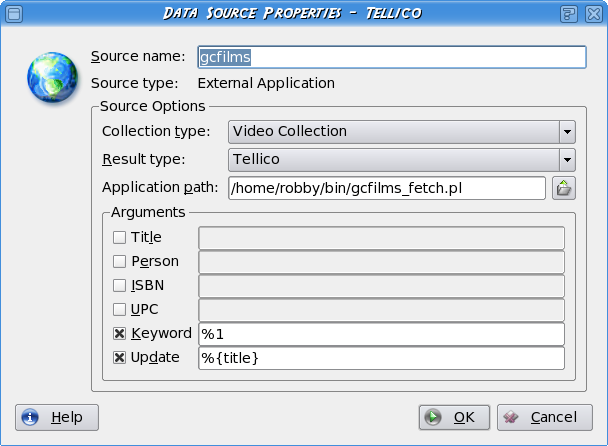 Data Source Properties - Tellico
Source name: gcfilms
Source type: External Application
Source Options
Collection type: Video Collection
Result type: Tellico
Application path: /home/robby/bin/gcfilms_fetch.pl
Arguments
Title
Person
ISBN
UPC
Keyword %1
Update %{title}
Help OK Cancel